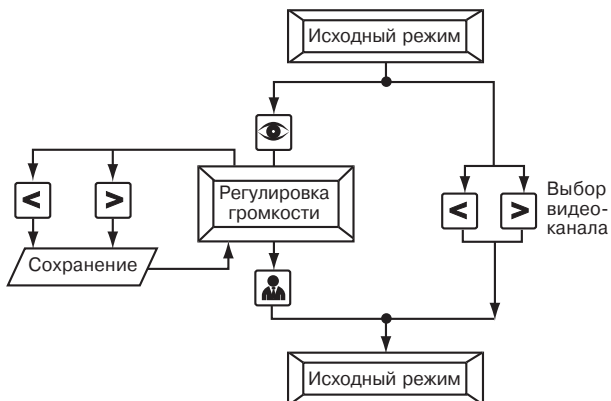 Исходный режим
Регулировка
громкости
<
>
<
>
Выбор
видео-
канала
Сохранение
Исходный режим